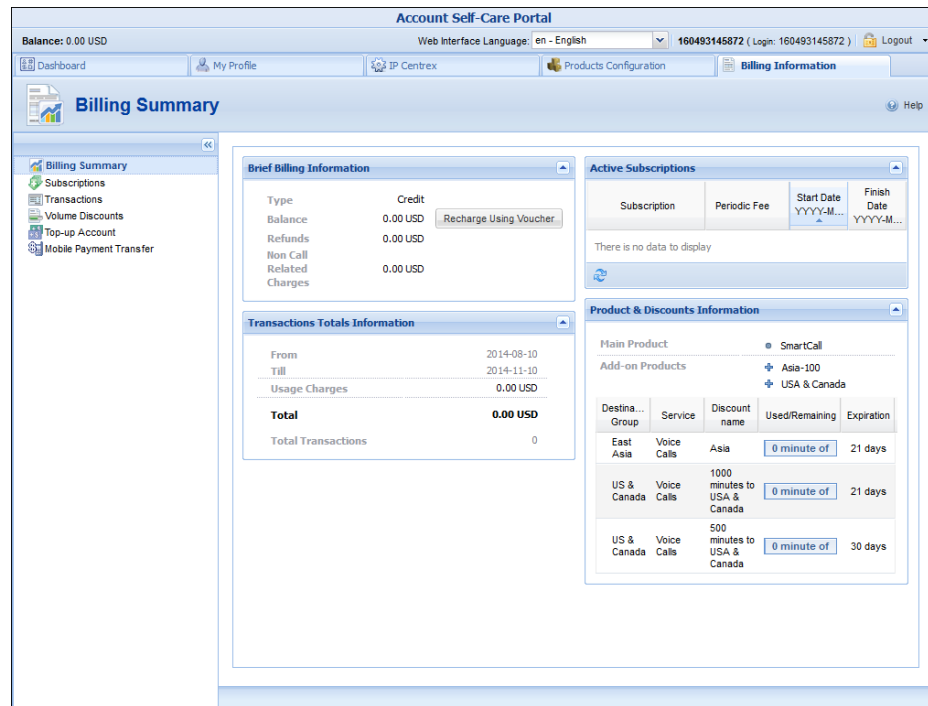 Account Self-Care Portal
Balance: 0.00 USD
Web Interface Language: en - English
160493145872 ( Login: 160493145872 )
Logout
Dashboard
My Profile
IP Centrex
Products Configuration
Billing Information
Billing Summary
Help
Billing Summary
Subscriptions
Transactions
Volume Discounts
Top-up Account
Mobile Payment Transfer
Brief Billing Information
Type Credit
Balance 0.00 USD Recharge Using Voucher
Refunds 0.00 USD
Non Call
Related 0.00 USD
Charges
Transactions Totals Information
From 2014-08-10
Till 2014-11-10
Usage Charges 0.00 USD
Total 0.00 USD
Total Transactions 0
Active Subscriptions
Subscription
Periodic Fee
Start Date
YYYY-M...
Finish
Date
YYYY-M...
There is no data to display
Product & Discounts Information
Main Product SmartCall
Add-on Products Asia-100
USA & Canada
Destina...
Group
Service
Discount
name
Used/Remaining
Expiration
East
Asia
Voice
Calls
Asia
0 minute of
21 days
US &
Canada
Voice
Calls
1000
minutes to
USA &
Canada
0 minute of
21 days
US &
Canada
Voice
Calls
500
minutes to
USA &
Canada
0 minute of
30 days